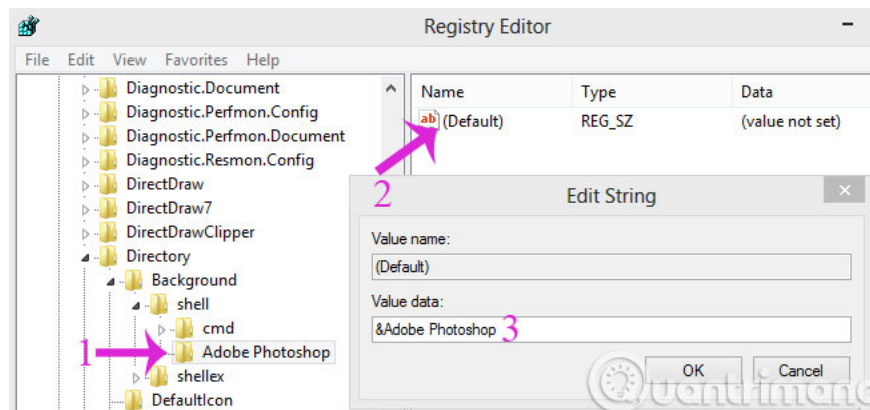 Registry Editor
File Edit View Favorites Help
Diagnostic.Document
Diagnostic.Perfmon.Config
Diagnostic.Perfmon.Document
Diagnostic.Resmon.Config
DirectDraw
DirectDraw7
DirectDrawClipper
Directory
Background
shell
cmd
1 Adobe Photoshop
shellex
DefaultIcon
Name Type Data
ab (Default) REG_SZ (value not set)
2
Edit String
Value name:
(Default)
Value data:
&Adobe Photoshop 3
OK Cancel
uantrimang